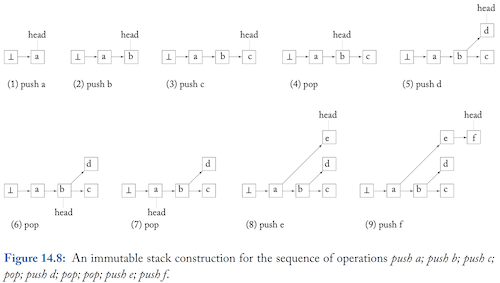 head head head head head
d
⊥ a ⊥ a b ⊥ a b c ⊥ a b c ⊥ a b c
(1) push a (2) push b (3) push c (4) pop (5) push d
head
head
e e f
d d d d
⊥ a b c ⊥ a b c ⊥ a b c ⊥ a b c
head head
(6) pop (7) pop (8) push e (9) push f
Figure 14.8: An immutable stack construction for the sequence of operations push a; push b; push c;
pop; push d; pop; pop; push e; push f.